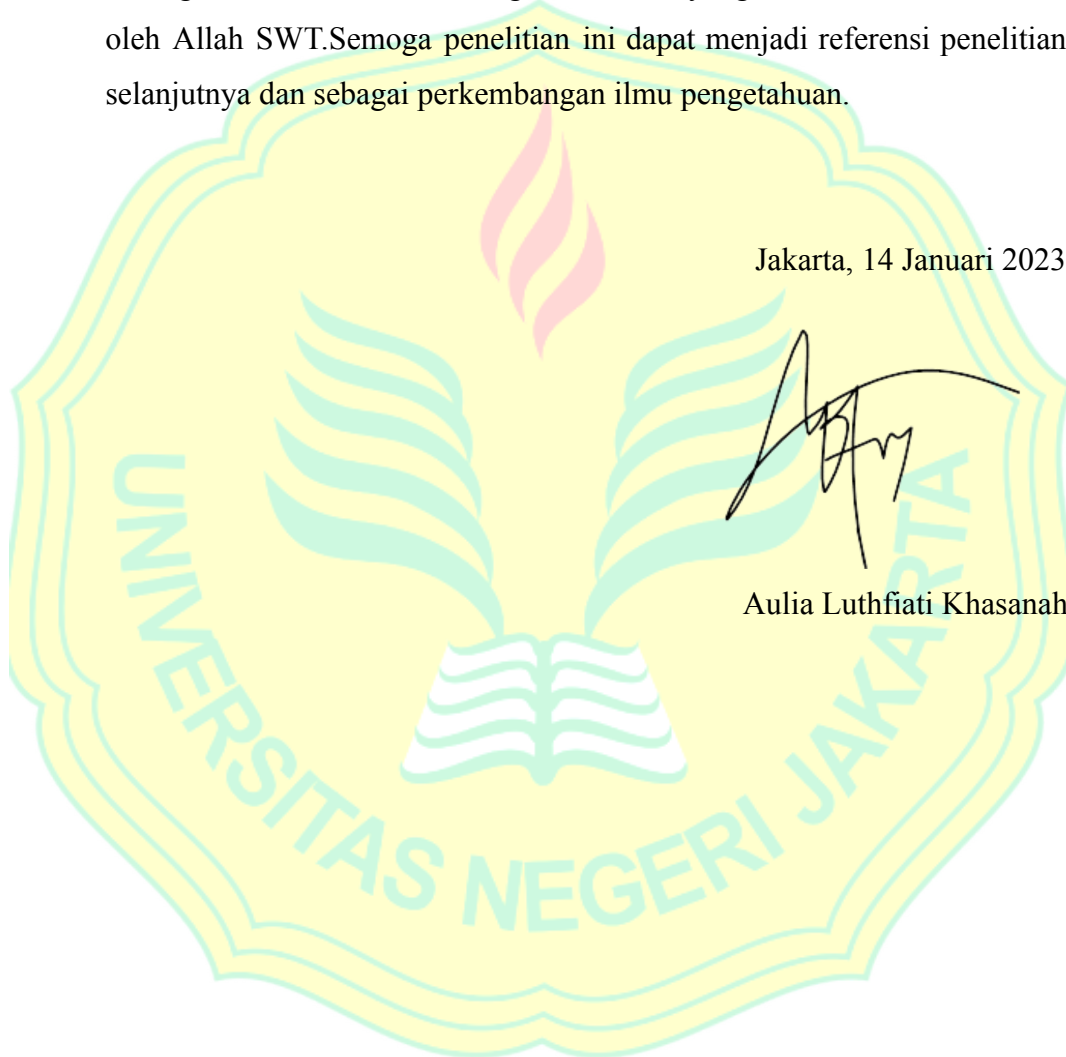 oleh Allah SWT.Semoga penelitian ini dapat menjadi referensi penelitian
selanjutnya dan sebagai perkembangan ilmu pengetahuan.
Jakarta, 14 Januari 2023
Aulia Luthfiati Khasanah
UNIVERSITAS NEGERI JAKARTA